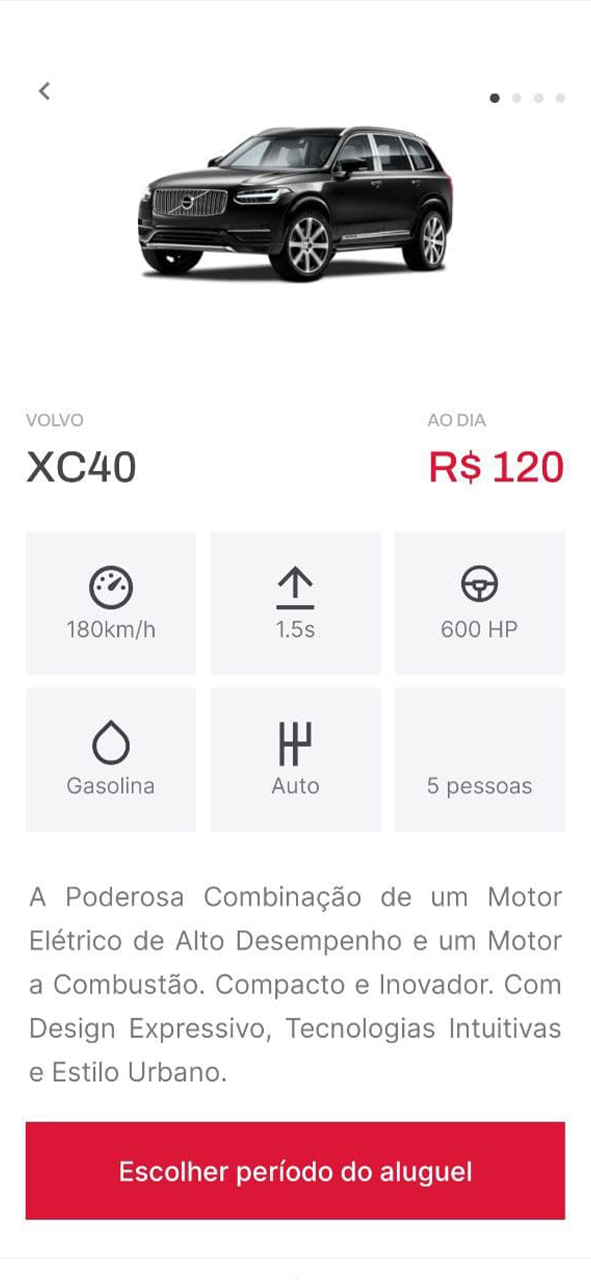 VOLVO
AO DIA
XC40
R$ 120
180km/h
1.5s
600 HP
Gasolina
Auto
5 pessoas
A Poderosa Combinação de um Motor
Elétrico de Alto Desempenho e um Motor
a Combustão. Compacto e Inovador. Com
Design Expressivo, Tecnologias Intuitivas
e Estilo Urbano.
Escolher período do aluguel